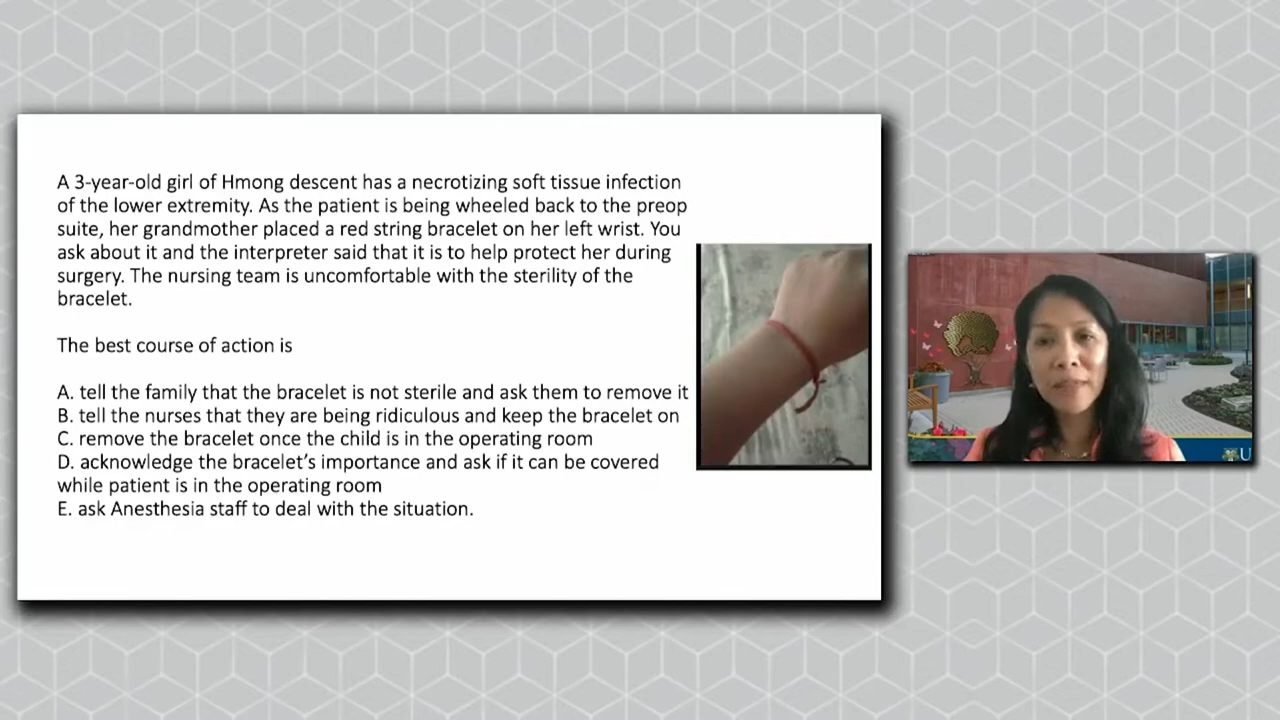 A 3-year-old girl of Hmong descent has a necrotizing soft tissue infection
of the lower extremity. As the patient is being wheeled back to the preop
suite, her grandmother placed a red string bracelet on her left wrist. You
ask about it and the interpreter said that it is to help protect her during
surgery. The nursing team is uncomfortable with the sterility of the
bracelet.
The best course of action is
A. tell the family that the bracelet is not sterile and ask them to remove it
B. tell the nurses that they are being ridiculous and keep the bracelet on
C. remove the bracelet once the child is in the operating room
D. acknowledge the bracelet's importance and ask if it can be covered
while patient is in the operating room
E. ask Anesthesia staff to deal with the situation.
U